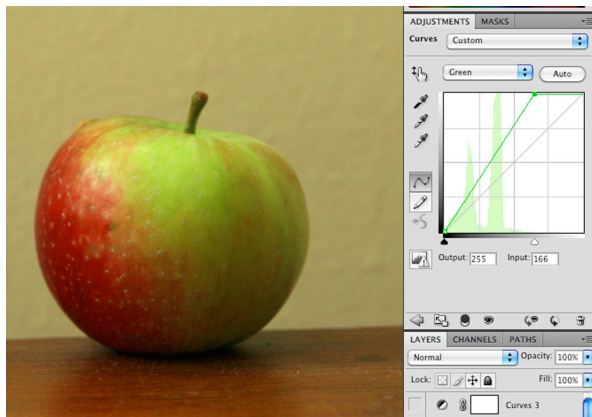 ADJUSTMENTS MASKS
Curves Custom
Green Auto
Output: 255 Input: 166
LAYERS CHANNELS PATHS
Normal Opacity: 100%
Lock: Fill: 100%
Curves 3